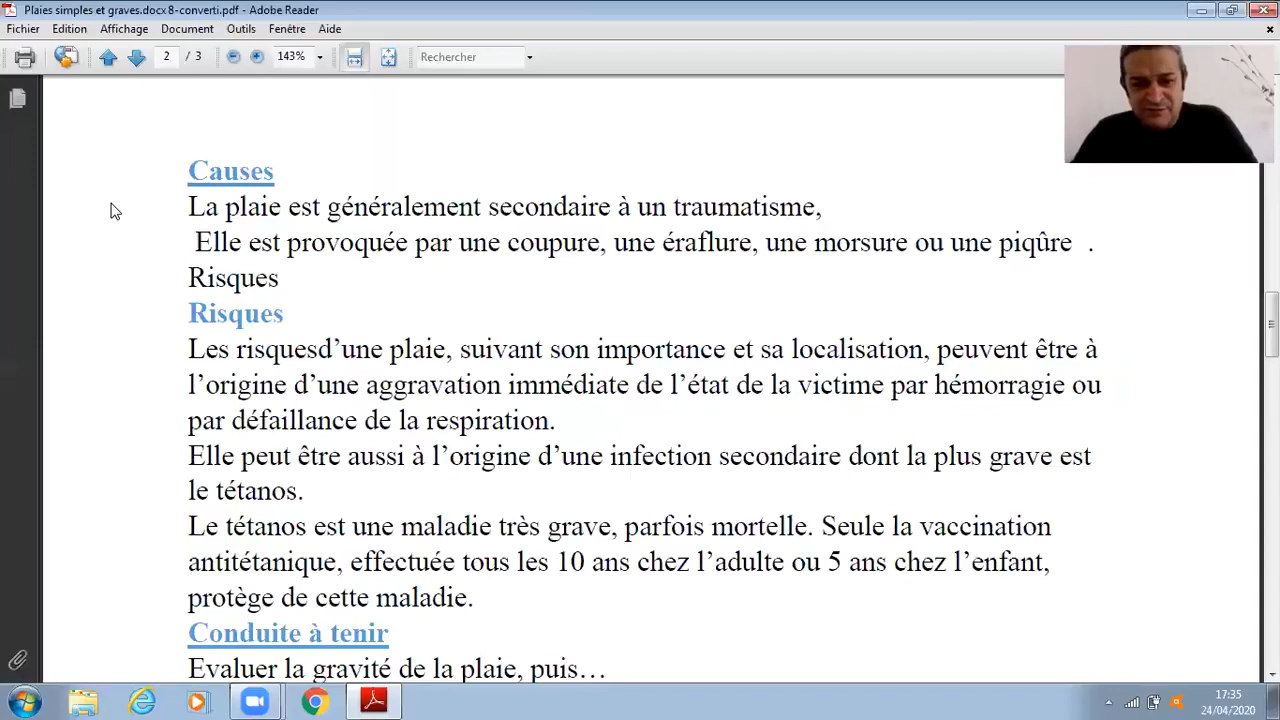 Plaies simples et graves.docx8-converti.pdf - Adobe Reader
Fichier Edition Affichage Document Outils Fenêtre Aide
2 / 3 143% Rechercher
Causes
La plaie est généralement secondaire à un traumatisme,
Elle est provoquée par une coupure, une éraflure, une morsure ou une piqûre .
Risques
Risques
Les risquesd’une plaie, suivant son importance et sa localisation, peuvent être à
l’origine d’une aggravation immédiate de l’état de la victime par hémorragie ou
par défaillance de la respiration.
Elle peut être aussi à l’origine d’une infection secondaire dont la plus grave est
le tétanos.
Le tétanos est une maladie très grave, parfois mortelle. Seule la vaccination
antitétanique, effectuée tous les 10 ans chez l’adulte ou 5 ans chez l’enfant,
protège de cette maladie.
Conduite à tenir
Evaluer la gravité de la plaie, puis…
17:35
24/04/2020